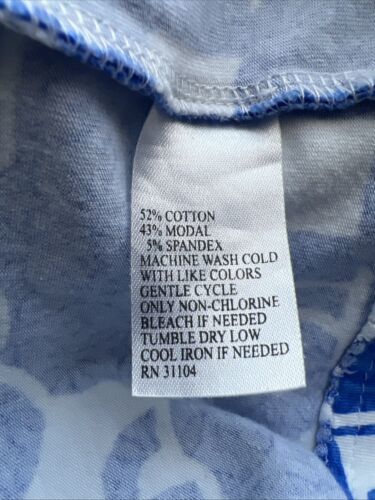 52% COTTON
43% MODAL
5% SPANDEX
MACHINE WASH COLD
WITH LIKE COLORS
GENTLE CYCLE
ONLY NON-CHLORINE
BLEACH IF NEEDED
TUMBLE DRY LOW
COOL IRON IF NEEDED
RN 31104